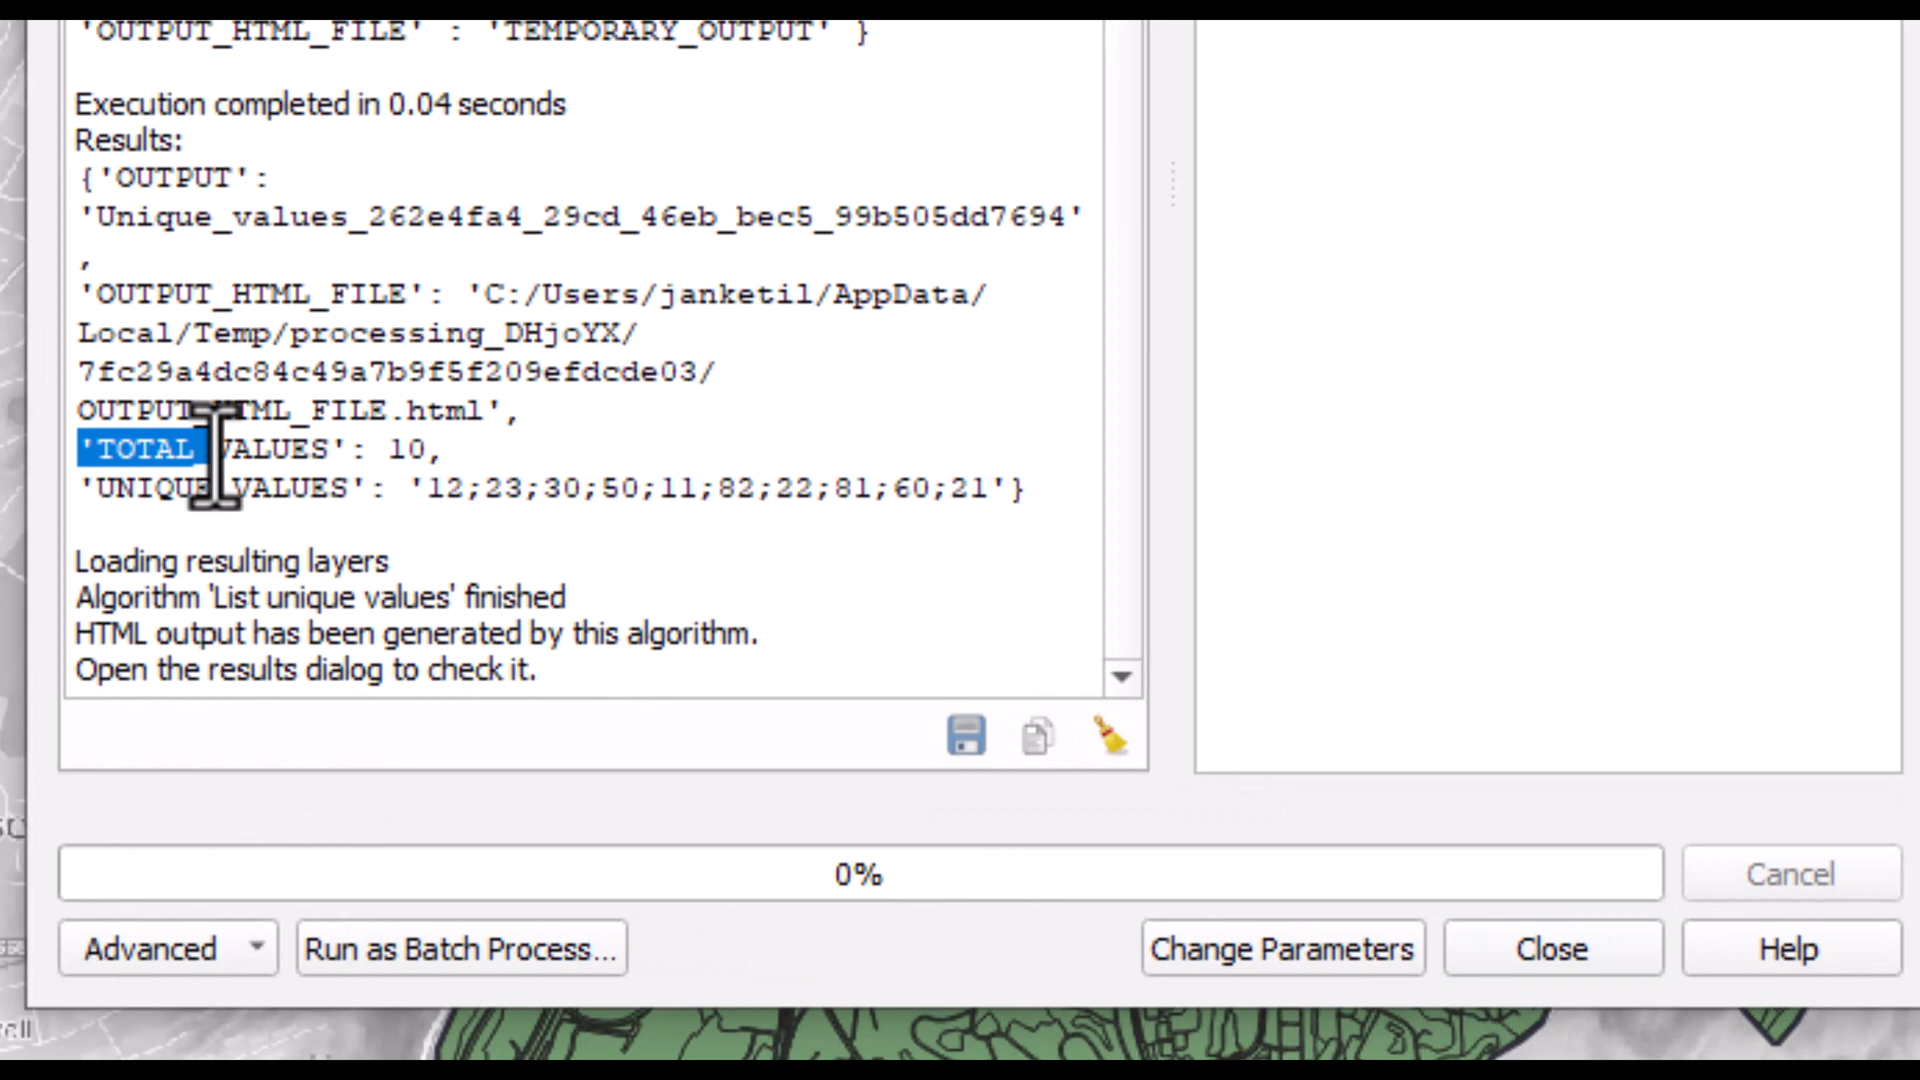 'OUTPUT_HTML_FILE' : 'TEMPORARY_OUTPUT' }
Execution completed in 0.04 seconds
Results:
{'OUTPUT':
'Unique_values_262e4fa4_29cd_46eb_bec5_99b505dd7694'
,
'OUTPUT_HTML_FILE': 'C:/Users/janketil/AppData/
Local/Temp/processing_DHjoYX/
7fc29a4dc84c49a7b9f5f209efdcde03/
OUTPUT_HTML_FILE.html',
'TOTAL_VALUES': 10,
'UNIQUE_VALUES': '12;23;30;50;11;82;22;81;60;21'}
Loading resulting layers
Algorithm 'List unique values' finished
HTML output has been generated by this algorithm.
Open the results dialog to check it.
0%
Cancel
Advanced
Run as Batch Process...
Change Parameters
Close
Help